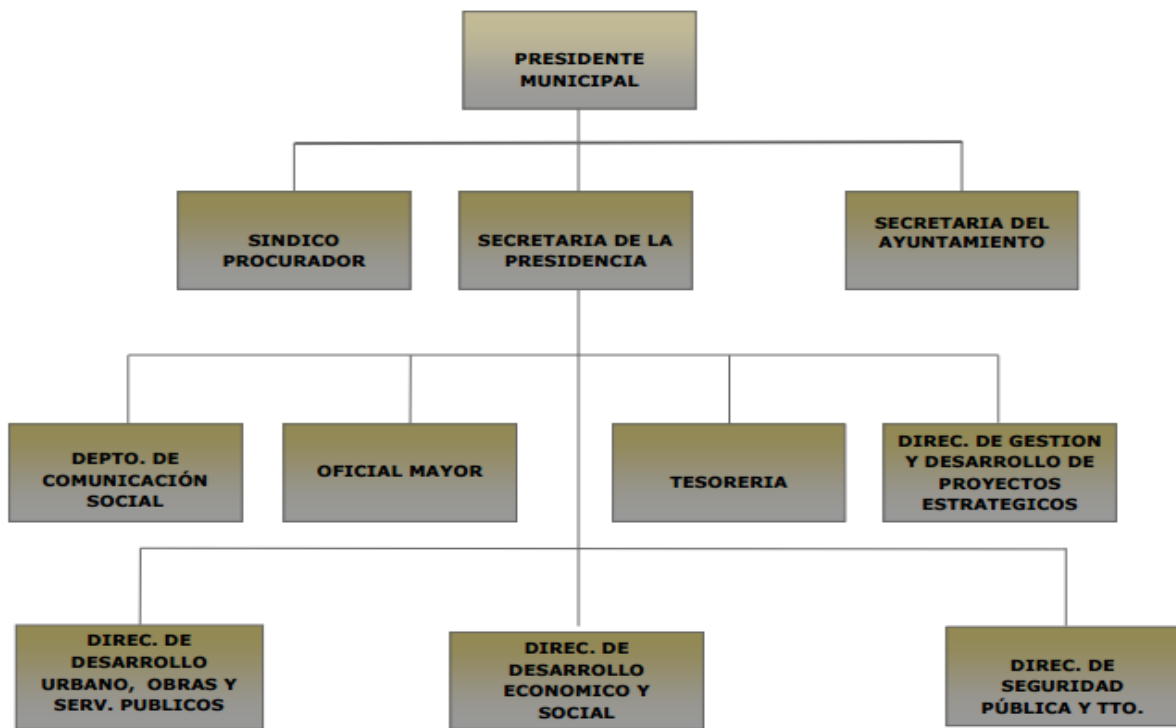 PRESIDENTE
MUNICIPAL
SINDICO
PROCURADOR
SECRETARIA DE LA
PRESIDENCIA
SECRETARIA DEL
AYUNTAMIENTO
DEPTO. DE
COMUNICACIÓN
SOCIAL
OFICIAL MAYOR
TESORERIA
DIREC. DE GESTION
Y DESARROLLO DE
PROYECTOS
ESTRATEGICOS
DIREC. DE
DESARROLLO
URBANO, OBRAS Y
SERV. PUBLICOS
DIREC. DE
DESARROLLO
ECONOMICO Y
SOCIAL
DIREC. DE
SEGURIDAD
PÚBLICA Y TTO.